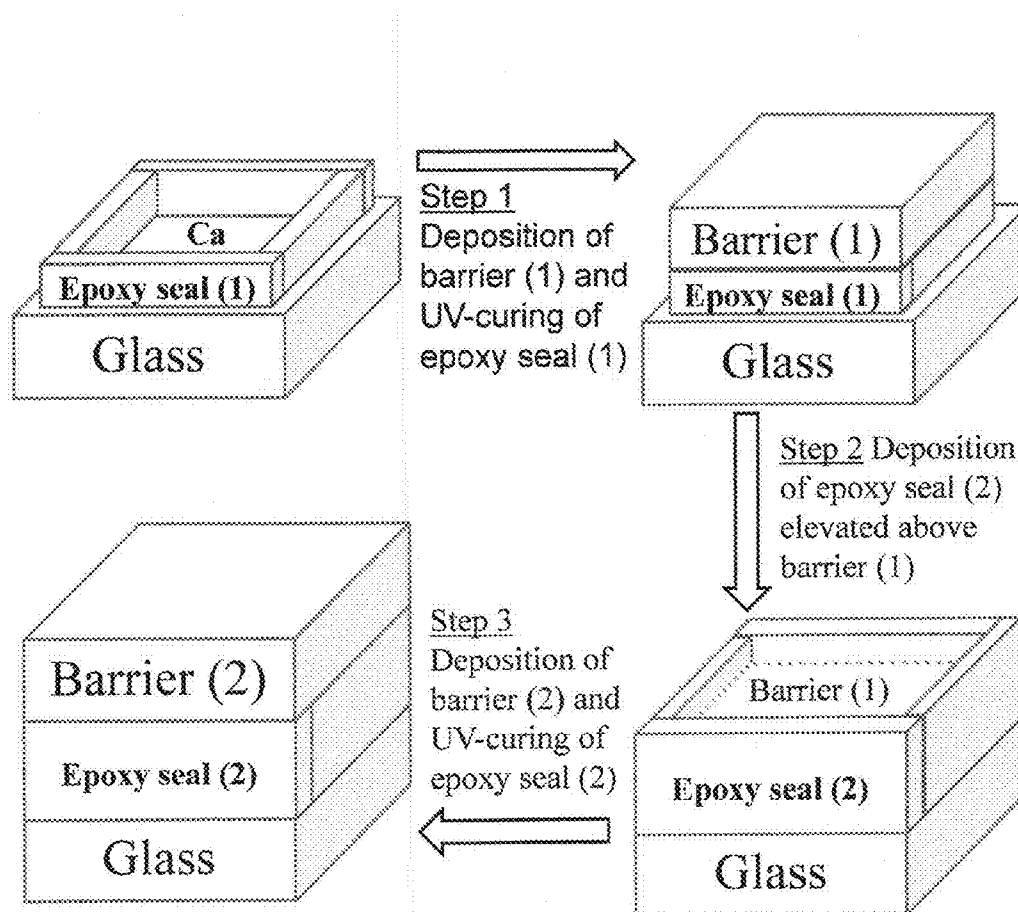 Ca
Epoxy seal (1)
Glass
Step 1
Deposition of
barrier (1) and
UV-curing of
epoxy seal (1)
Barrier (1)
Epoxy seal (1)
Glass
Step 2 Deposition
of epoxy seal (2)
elevated above
barrier (1)
Barrier (1)
Epoxy seal (2)
Glass
Step 3
Deposition of
barrier (2) and
UV-curing of
epoxy seal (2)
Barrier (2)
Epoxy seal (2)
Glass